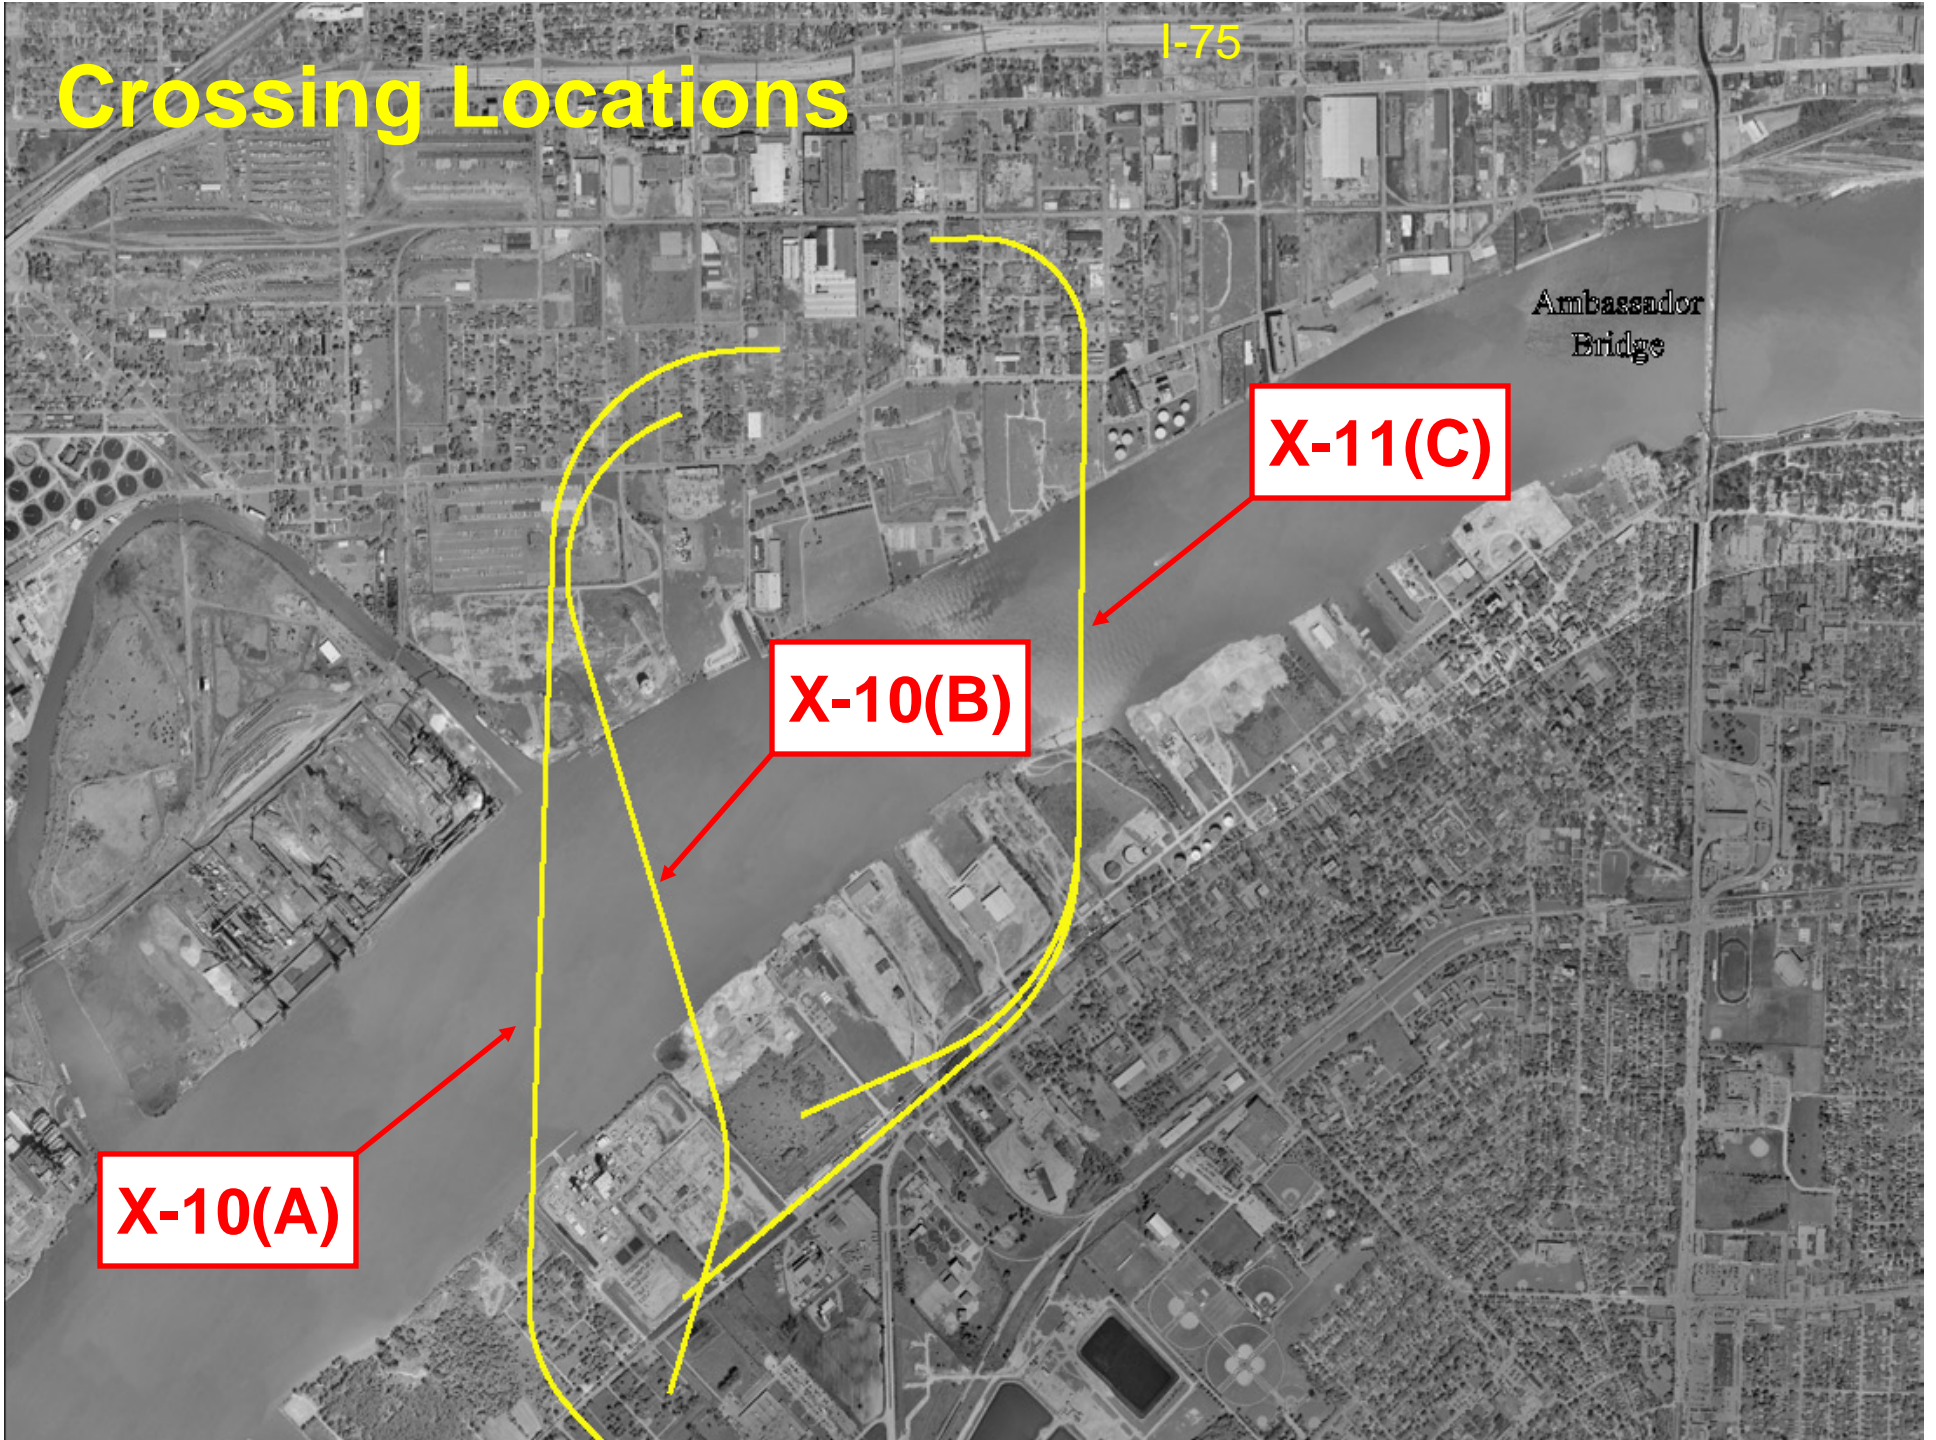 I-75
Crossing Locations
Ambassador
Bridge
X-11(C)
X-10(B)
X-10(A)